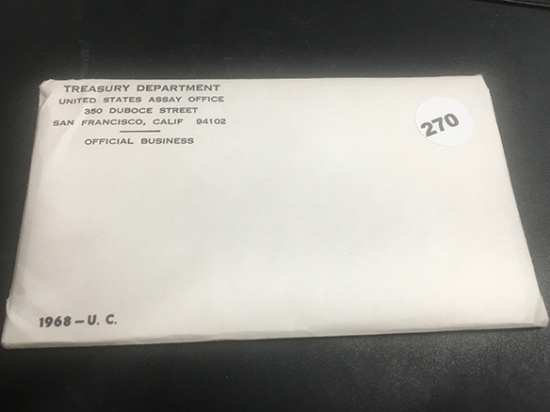 TREASURY DEPARTMENT
UNITED STATES ASSAY OFFICE
350 DUBOCE STREET
SAN FRANCISCO, CALIF 94102
OFFICIAL BUSINESS
270
1968-U. C.